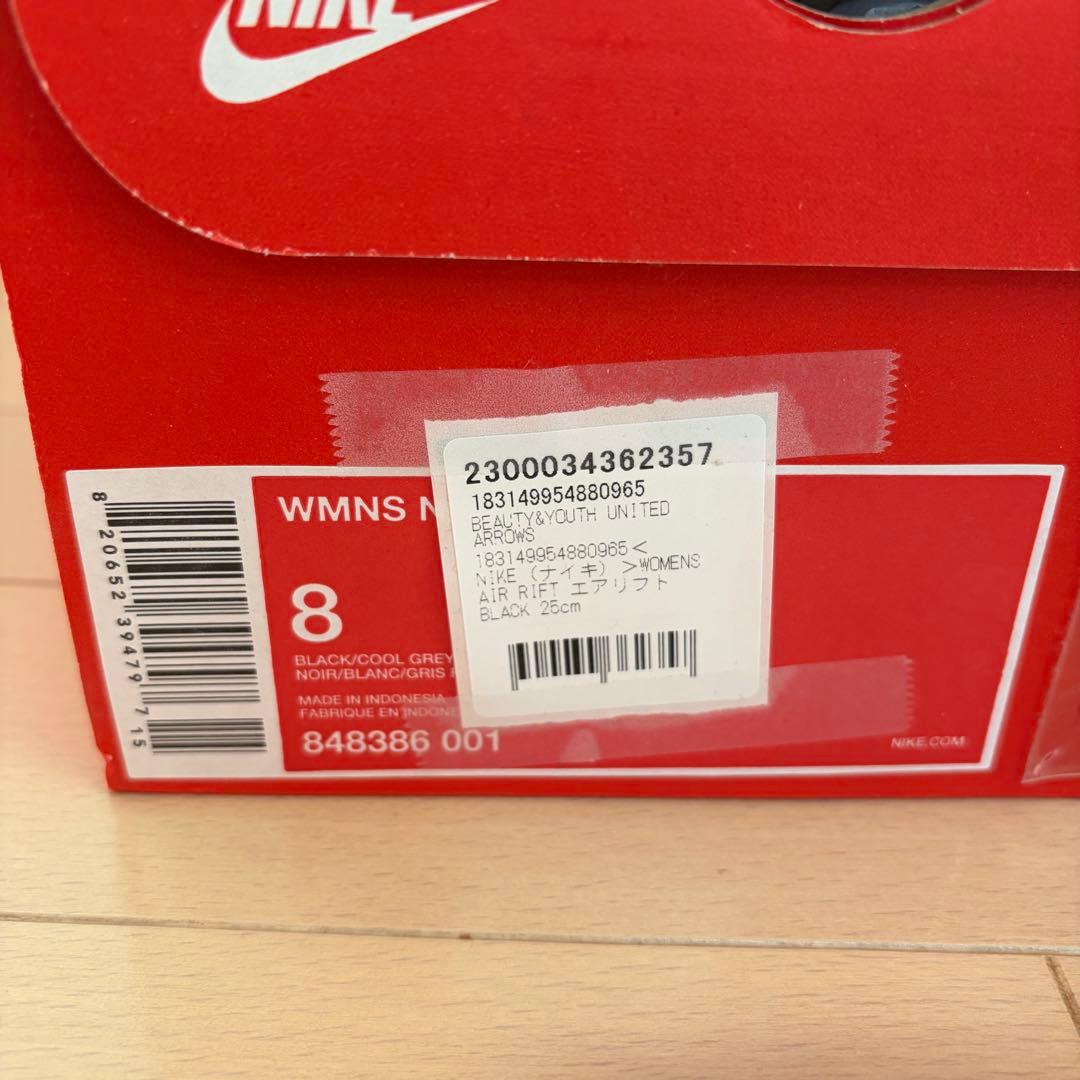 NIKE
2300034362357
183149954880965
BEAUTY&YOUTH UNITED
ARROWS
183149954880965<
NIKE (ナイキ) >WOMENS
AIR RIFT エアリフト
BLACK 25cm
8 20652 39479 7 15
WMNS
8
BLACK/COOL GREY
NOIR/BLANC/GRIS
MADE IN INDONESIA
FABRIQUE EN INDONE
848386 001
NIKE.COM